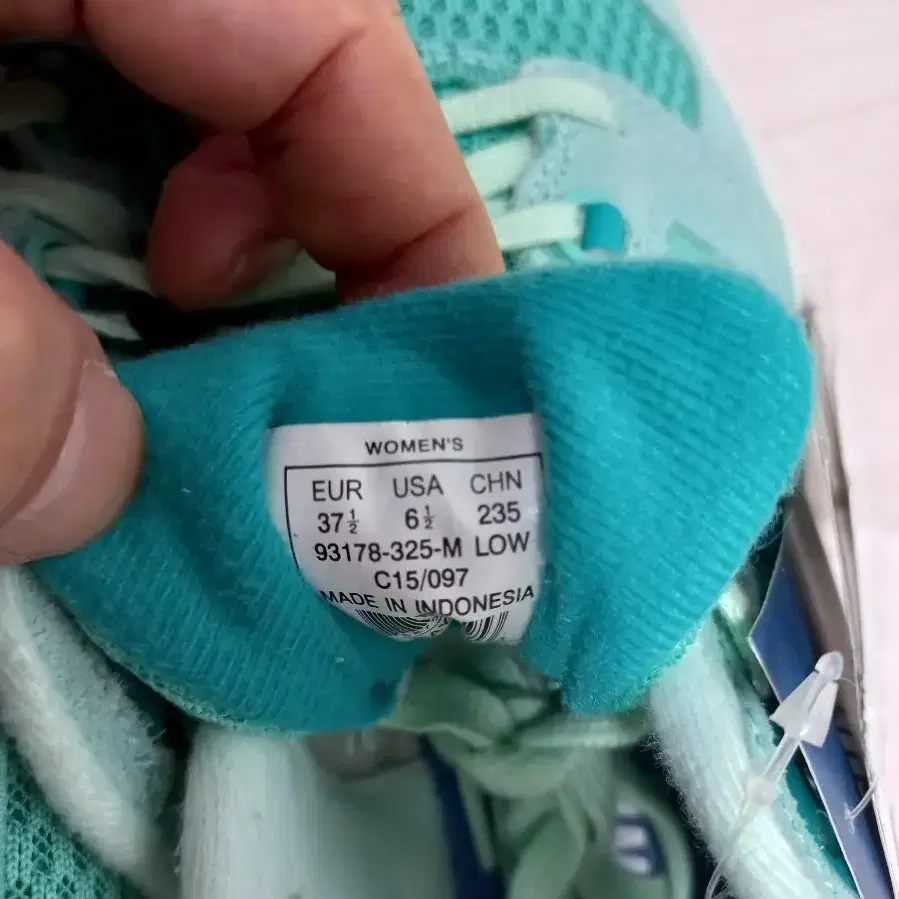 WOMEN'S
EUR USA CHN
37½ 6½ 235
93178-325-M LOW
C15/097
MADE IN INDONESIA